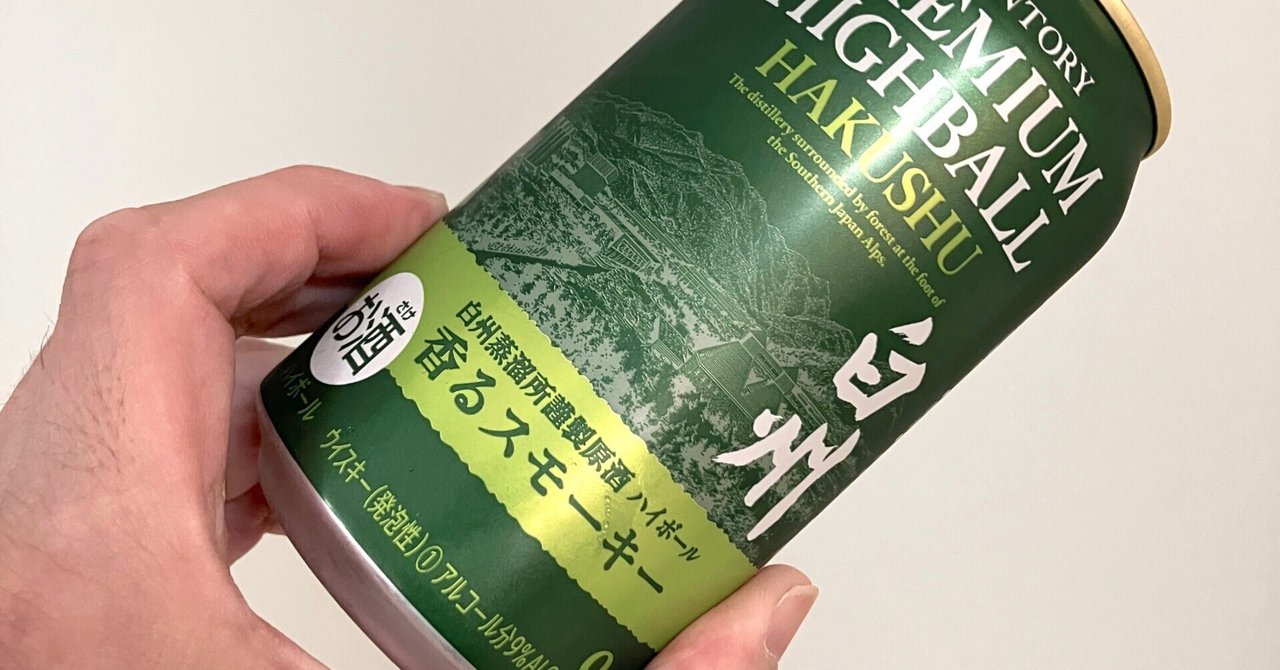 SUNTORY
PREMIUM
HIGHBALL
HAKUSHU
The distillery surrounded by forest at the foot of
the Southern Japan Alps.
白州
白州蒸溜所謹製原酒ハイボール
香るスモーキー
さけ
お酒
ハイボール ウイスキー(発泡性)① アルコール分9%